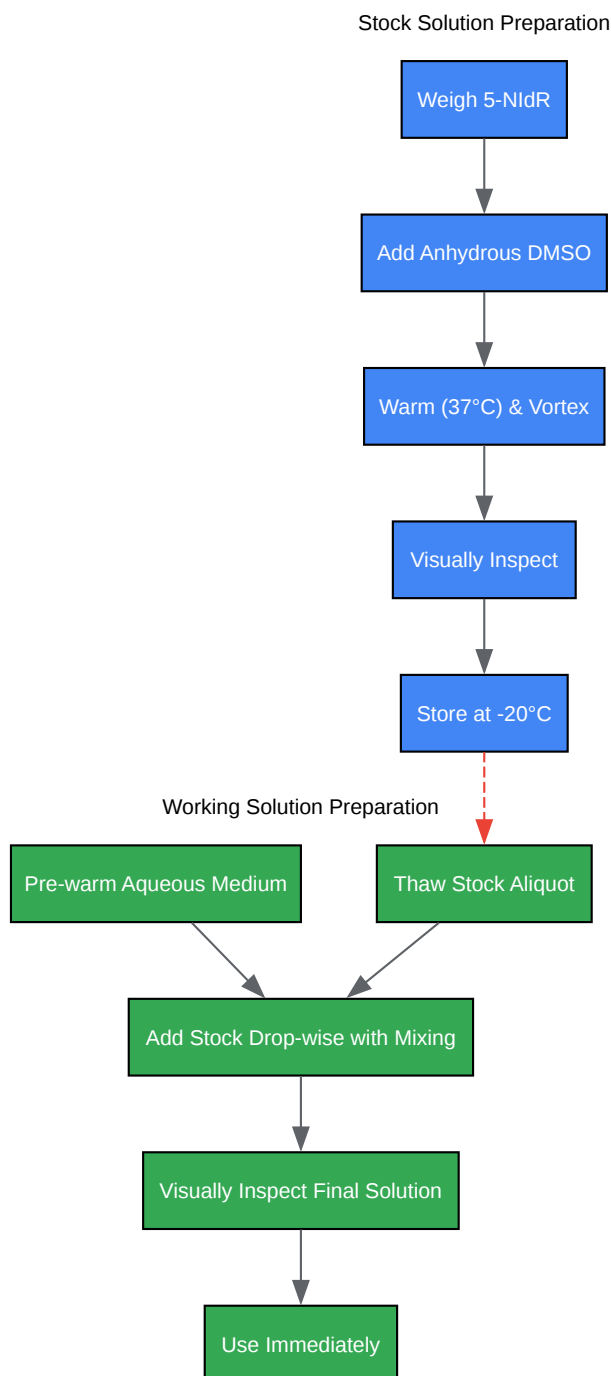 Stock Solution Preparation
Weigh 5-NIdR
Add Anhydrous DMSO
Warm (37°C) & Vortex
Visually Inspect
Store at -20°C
Working Solution Preparation
Pre-warm Aqueous Medium
Thaw Stock Aliquot
Add Stock Drop-wise with Mixing
Visually Inspect Final Solution
Use Immediately